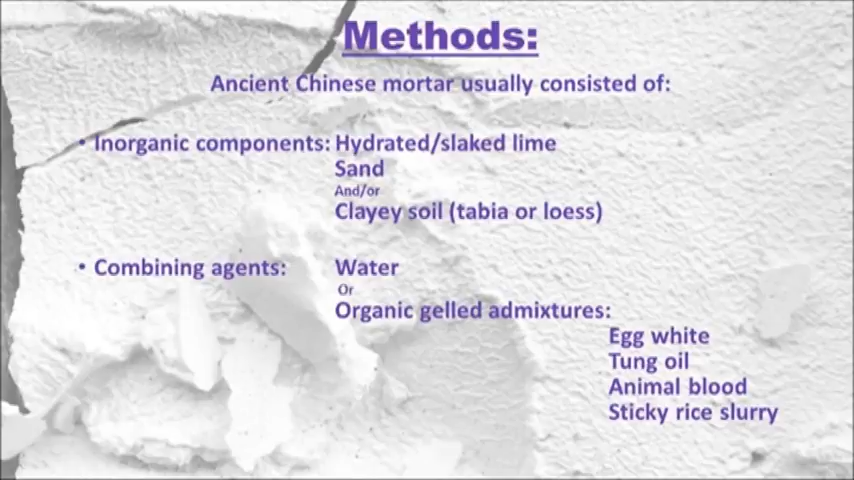 Methods:
Ancient Chinese mortar usually consisted of:
• Inorganic components: Hydrated/slaked lime
Sand
And/or
Clayey soil (tabia or loess)
• Combining agents: Water
Or
Organic gelled admixtures:
Egg white
Tung oil
Animal blood
Sticky rice slurry